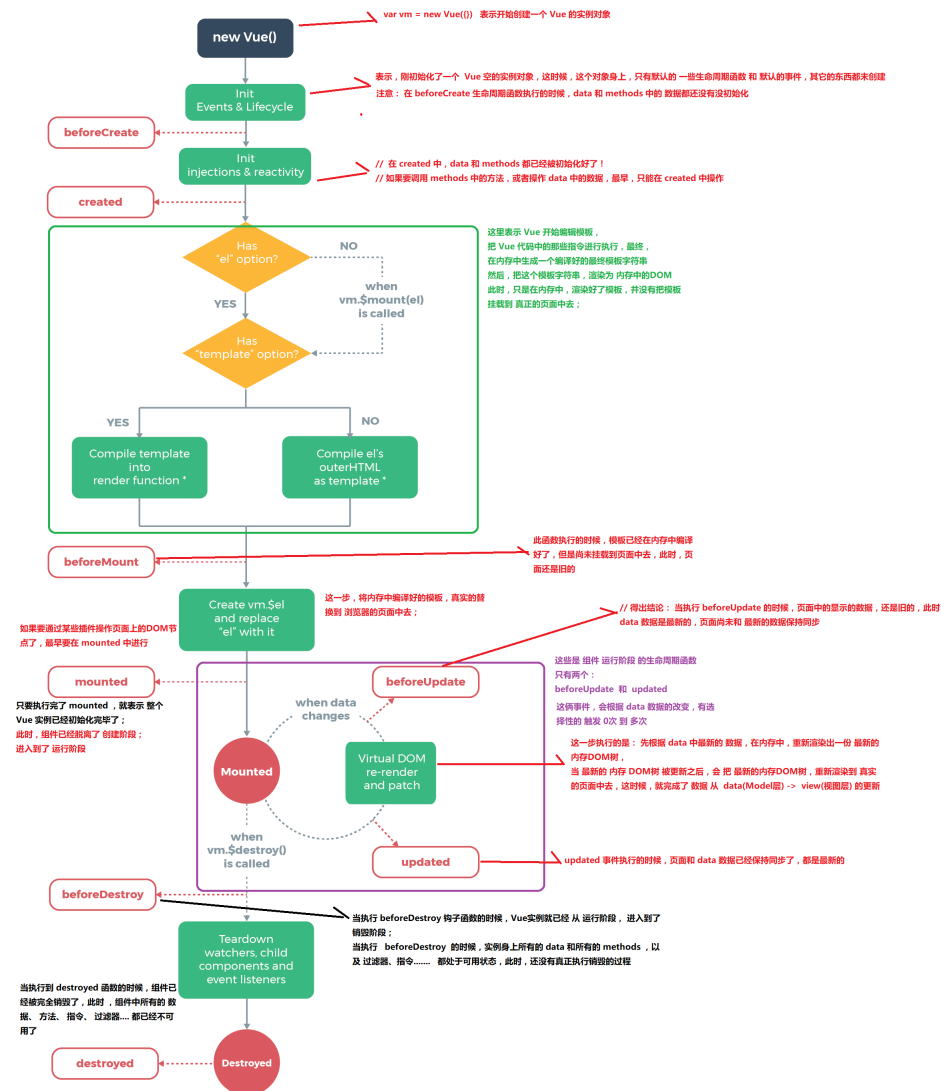 var vm = new Vue({}) 表示开始创建一个 Vue 的实例对象
new Vue()
表示，刚初始化了一个 Vue 空的实例对象，这时候，这个对象身上，只有默认的 一些生命周期函数 和 默认的事件，其它的东西都未创建
注意： 在 beforeCreate 生命周期函数执行的时候，data 和 methods 中的 数据都还没有没初始化
Init
Events & Lifecycle
beforeCreate
Init
injections & reactivity
// 在 created 中，data 和 methods 都已经被初始化好了！
// 如果要调用 methods 中的方法，或者操作 data 中的数据，最早，只能在 created 中操作
created
这里表示 Vue 开始编辑模板，
把 Vue 代码中的那些指令进行执行，最终，
在内存中生成一个编译好的最终模板字符串
然后，把这个模板字符串，渲染为 内存中的DOM
此时，只是在内存中，渲染好了模板，并没有把模板
挂载到 真正的页面中去；
Has
“el” option?
NO
when
vm.$mount(el)
is called
YES
Has
“template” option?
YES
NO
Compile template
into
render function *
Compile el’s
outerHTML
as template *
此函数执行的时候，模板已经在内存中编译
好了，但是尚未挂载到页面中去，此时，页
面还是旧的
beforeMount
Create vm.$el
and replace
“el” with it
这一步，将内存中编译好的模板，真实的替
换到 浏览器的页面中去；
// 得出结论： 当执行 beforeUpdate 的时候，页面中的显示的数据，还是旧的，此时
data 数据是最新的，页面尚未和 最新的数据保持同步
如果要通过某些插件操作页面上的DOM节
点了，最早要在 mounted 中进行
mounted
只要执行完了 mounted ，就表示 整个
Vue 实例已经初始化完毕了；
此时，组件已经脱离了 创建阶段；
进入到了 运行阶段
beforeUpdate
这些是 组件 运行阶段 的生命周期函数
只有两个：
beforeUpdate 和 updated
这俩事件，会根据 data 数据的改变，有选
择性的 触发 0次 到 多次
when data
changes
Mounted
Virtual DOM
re-render
and patch
这一步执行的是： 先根据 data 中最新的 数据，在内存中，重新渲染出一份 最新的
内存DOM树，
当 最新的 内存 DOM树 被更新之后，会 把 最新的内存DOM树，重新渲染到 真实
的页面中去，这时候，就完成了 数据 从 data(Model层) -> view(视图层) 的更新
when
vm.$destroy()
is called
updated
updated 事件执行的时候，页面和 data 数据已经保持同步了，都是最新的
beforeDestroy
当执行 beforeDestroy 钩子函数的时候，Vue实例就已经 从 运行阶段， 进入到了
销毁阶段；
当执行 beforeDestroy 的时候，实例身上所有的 data 和所有的 methods ，以
及 过滤器、指令....... 都处于可用状态，此时，还没有真正执行销毁的过程
Teardown
watchers, child
components and
event listeners
当执行到 destroyed 函数的时候，组件已
经被完全销毁了，此时 ，组件中所有的 数
据、 方法、 指令、 过滤器.... 都已经不可
用了
destroyed
Destroyed